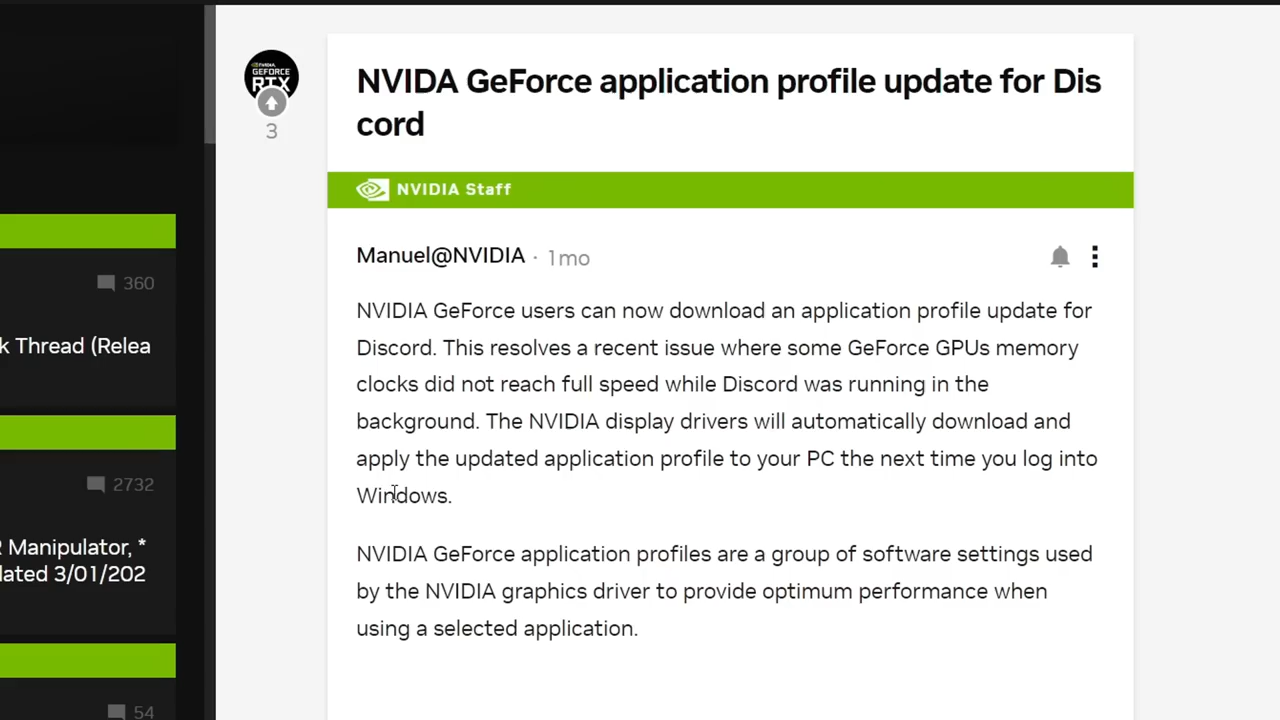 NVIDIA
GEFORCE
RTX
3
NVIDA GeForce application profile update for Dis
cord
NVIDIA Staff
Manuel@NVIDIA · 1mo
NVIDIA GeForce users can now download an application profile update for
Discord. This resolves a recent issue where some GeForce GPUs memory
clocks did not reach full speed while Discord was running in the
background. The NVIDIA display drivers will automatically download and
apply the updated application profile to your PC the next time you log into
Windows.
NVIDIA GeForce application profiles are a group of software settings used
by the NVIDIA graphics driver to provide optimum performance when
using a selected application.
360
k Thread (Relea
2732
R Manipulator, *
lated 3/01/202
54